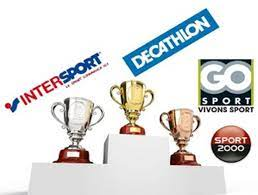 INTERSPORT
LE SPORT COMMENCE ICI
DECATHLON
GO
SPORT
VIVONS SPORT
SPORT
2000